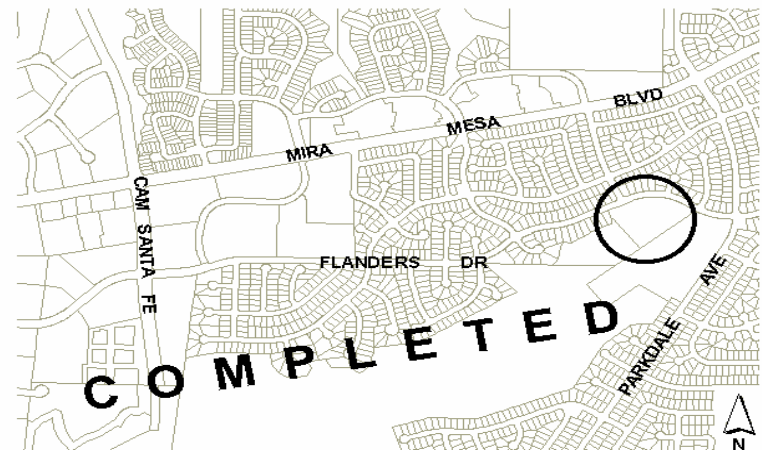 BLVD
MESA
MIRA
CAM SANTA FE
FLANDERS DR
AVE
PARKDALE
COMPLETED
N